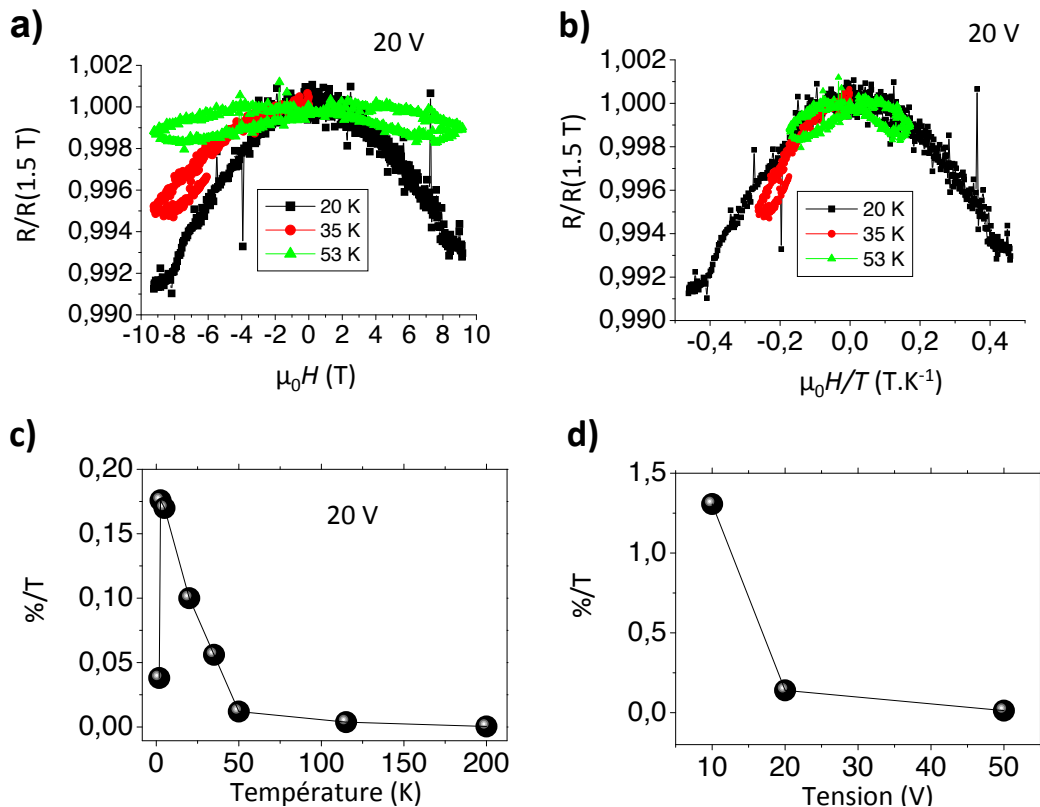 a)
20 V
1,002
1,000
0,998
0,996
0,994
0,992
0,990
R/R(1.5 T)
20 K
35 K
53 K
-10 -8 -6 -4 -2 0 2 4 6 8 10
μ₀H (T)
b)
20 V
1,002
1,000
0,998
0,996
0,994
0,992
0,990
R/R(1.5 T)
20 K
35 K
53 K
-0,4 -0,2 0,0 0,2 0,4
μ₀H/T (T.K⁻¹)
c)
0,20
0,15
0,10
0,05
0,00
%/T
20 V
0 50 100 150 200
Température (K)
d)
1,5
1,0
0,5
0,0
%/T
10 20 30 40 50
Tension (V)